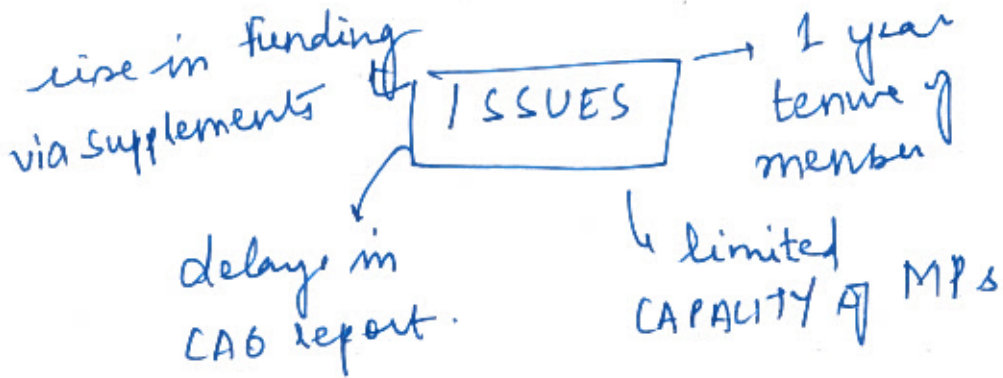 rise in funding
via supplements
ISSUES
1 year
tenure of
member
delays in
CAG report.
limited
CAPACITY of MPs